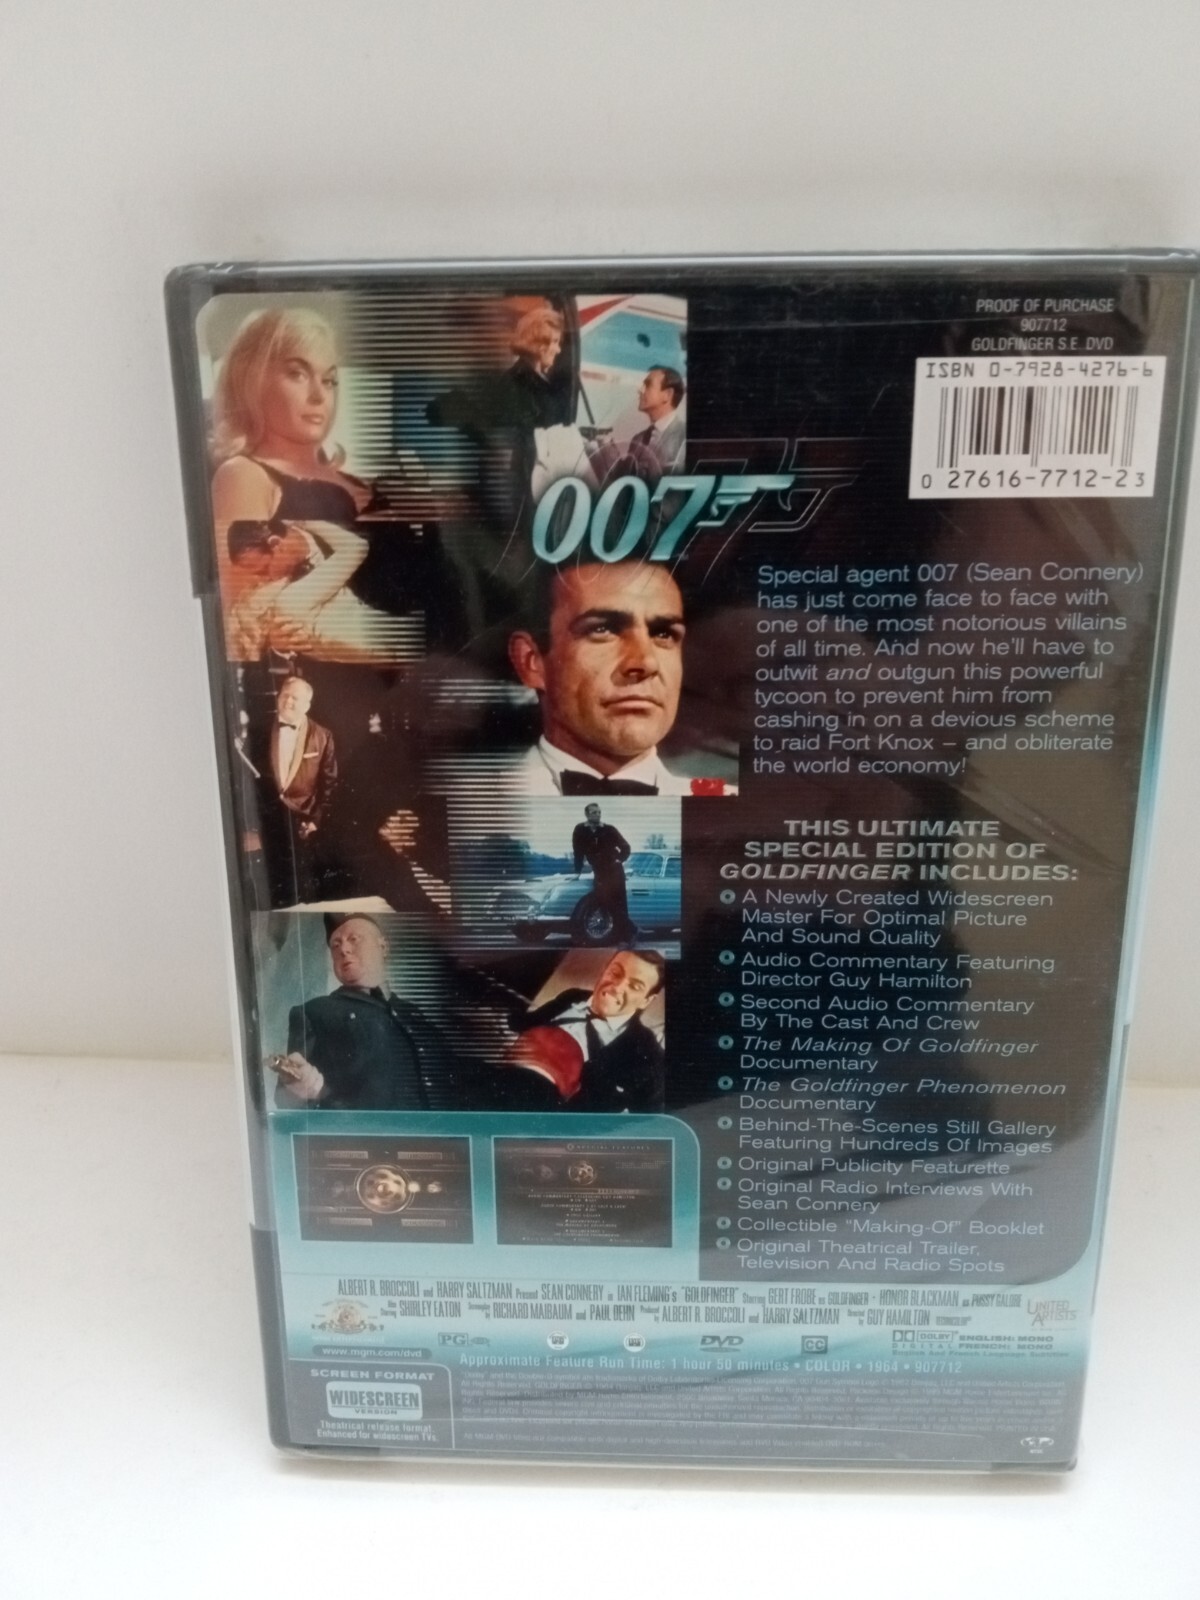 PROOF OF PURCHASE
907712
GOLDFINGER S.E. DVD
ISBN 0-7928-4276-6
0 27616-7712-2 3
007
Special agent 007 (Sean Connery)
has just come face to face with
one of the most notorious villains
of all time. And now he'll have to
outwit and outgun this powerful
tycoon to prevent him from
cashing in on a devious scheme
to raid Fort Knox – and obliterate
the world economy!
THIS ULTIMATE
SPECIAL EDITION OF
GOLDFINGER INCLUDES:
A Newly Created Widescreen
Master For Optimal Picture
And Sound Quality
Audio Commentary Featuring
Director Guy Hamilton
Second Audio Commentary
By The Cast And Crew
The Making Of Goldfinger
Documentary
The Goldfinger Phenomenon
Documentary
Behind-The-Scenes Still Gallery
Featuring Hundreds Of Images
Original Publicity Featurette
Original Radio Interviews With
Sean Connery
Collectible "Making-Of" Booklet
Original Theatrical Trailer,
Television And Radio Spots
SPECIAL FEATURES
ALBERT R. BROCCOLI and HARRY SALTZMAN Present SEAN CONNERY in IAN FLEMING'S "GOLDFINGER" Starring GERT FROBE as GOLDFINGER • HONOR BLACKMAN as PUSSY GALORE
Also Starring SHIRLEY EATON Screenplay by RICHARD MAIBAUM and PAUL DEHN Produced by ALBERT R. BROCCOLI and HARRY SALTZMAN Directed by GUY HAMILTON TECHNICOLOR
UNITED ARTISTS
PG
DVD
CC
DOLBY DIGITAL
ENGLISH: MONO
FRENCH: MONO
English And French Language Subtitles
www.mgm.com/dvd
Approximate Feature Run Time: 1 hour 50 minutes • COLOR • 1964 • 907712
SCREEN FORMAT
WIDESCREEN
VERSION
Theatrical release format.
Enhanced for widescreen TVs.